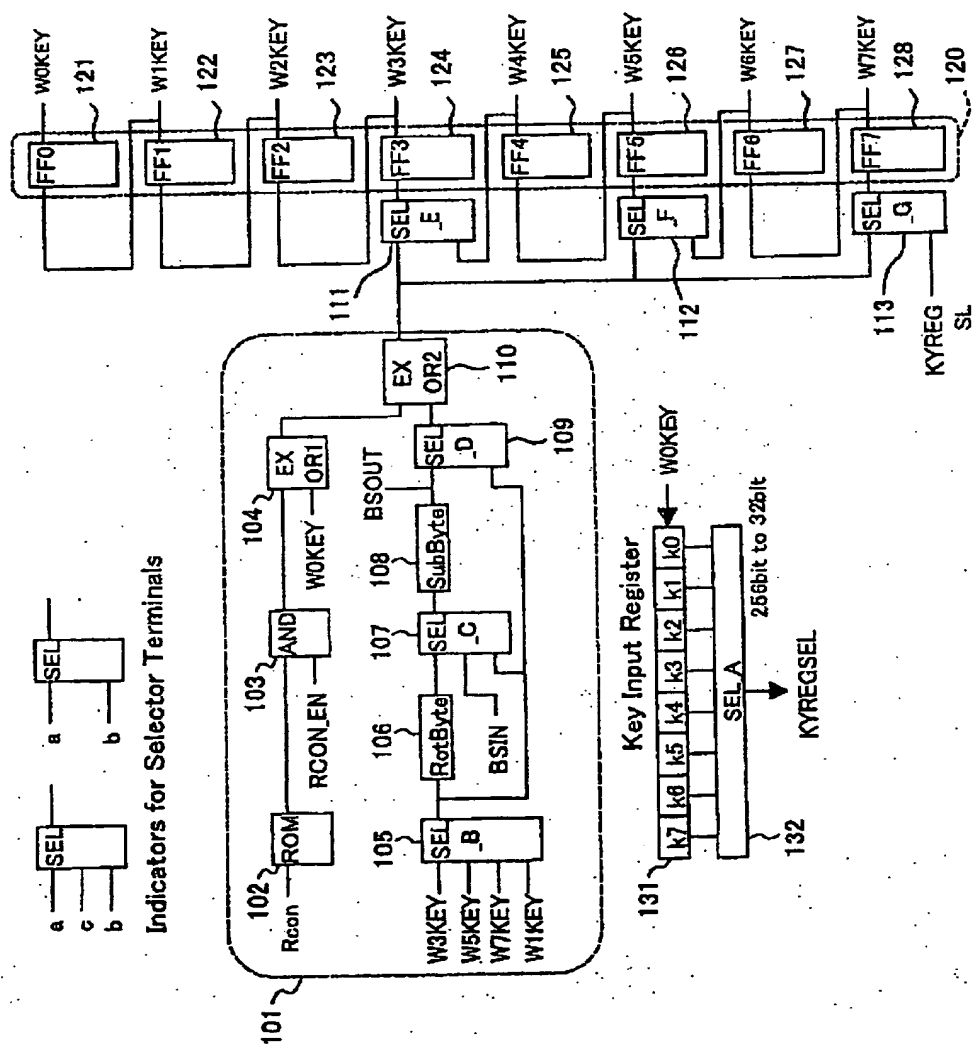 W0KEY
FF0
121
W1KEY
FF1
122
W2KEY
FF2
123
W3KEY
SEL
_E
FF3
111
124
W4KEY
FF4
125
W5KEY
SEL
_F
FF5
112
126
W6KEY
FF6
127
W7KEY
SEL
_G
FF7
113
128
120
KYREG
SL
a
c
b
SEL
a
b
SEL
Indicators for Selector Terminals
101
Rcon
102
ROM
103
AND
RCON_EN
104
EX
OR1
W0KEY
EX
OR2
110
W3KEY
W5KEY
W7KEY
W1KEY
105
SEL
_B
106
RotByte
BSIN
107
SEL
_C
108
SubByte
BSOUT
SEL
_D
109
Key Input Register
131
k7 k6 k5 k4 k3 k2 k1 k0
W0KEY
132
SEL_A
256bit to 32bit
KYREGSEL